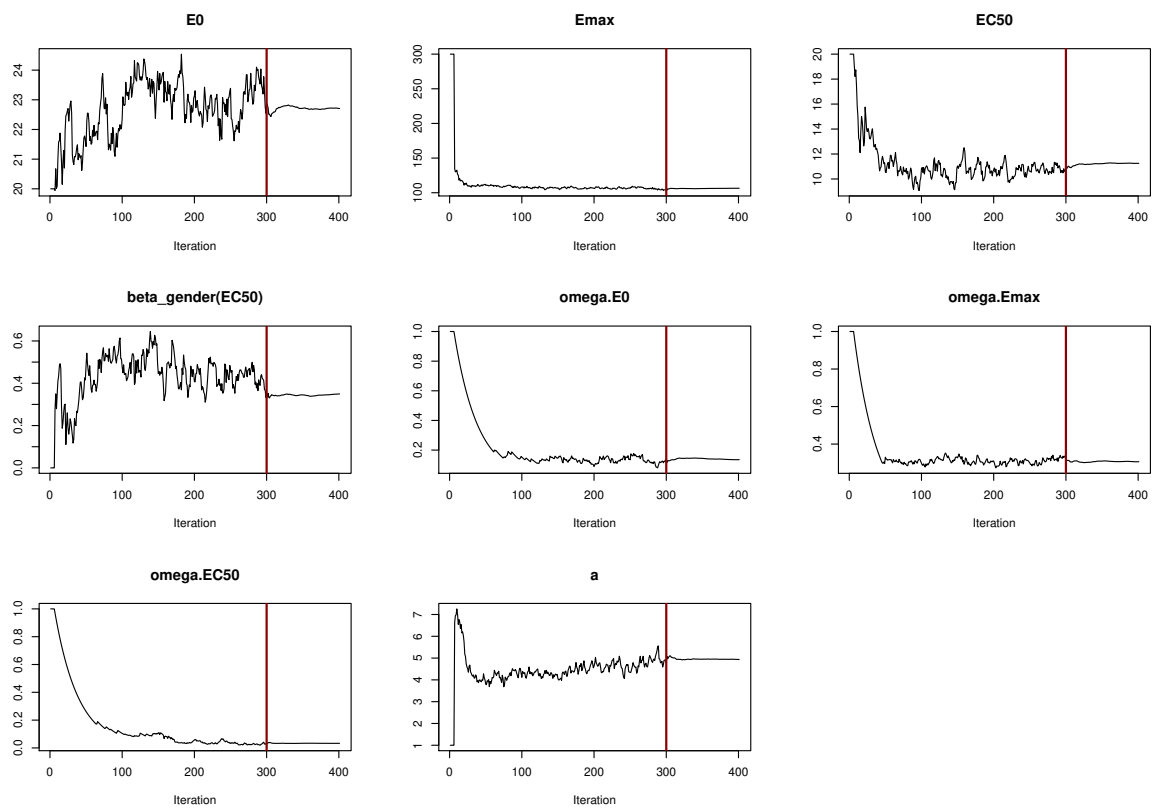 E0
Emax
EC50
20 21 22 23 24
100 150 200 250 300
10 12 14 16 18 20
0 100 200 300 400
0 100 200 300 400
0 100 200 300 400
Iteration
Iteration
Iteration
beta_gender(EC50)
omega.E0
omega.Emax
0.0 0.2 0.4 0.6
0.2 0.4 0.6 0.8 1.0
0.4 0.6 0.8 1.0
0 100 200 300 400
0 100 200 300 400
0 100 200 300 400
Iteration
Iteration
Iteration
omega.EC50
a
0.0 0.2 0.4 0.6 0.8 1.0
1 2 3 4 5 6 7
0 100 200 300 400
0 100 200 300 400
Iteration
Iteration